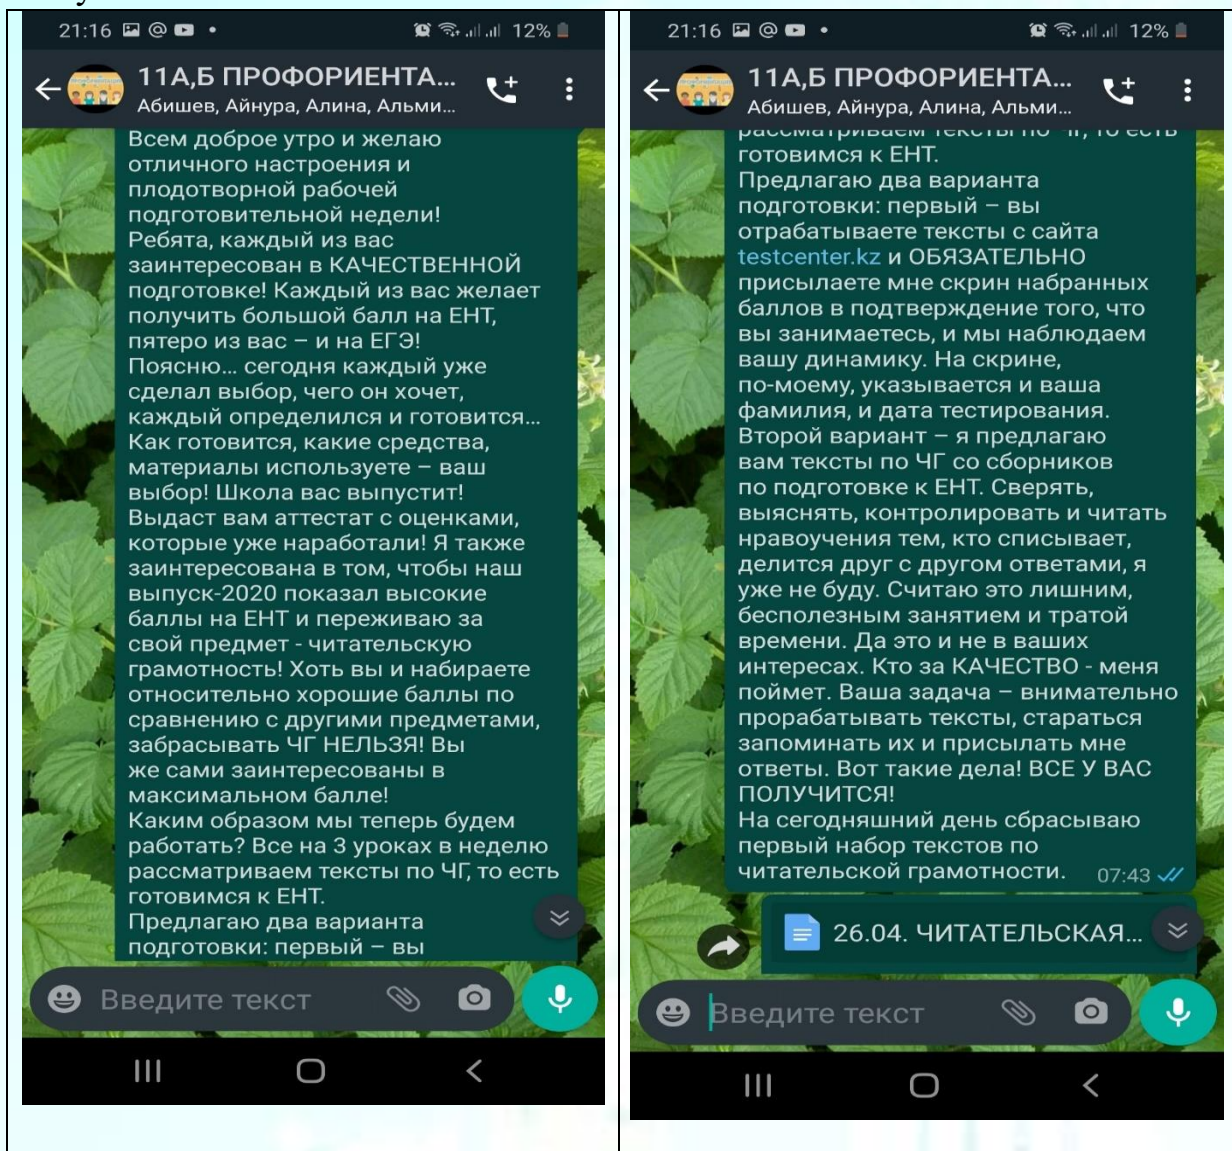 21:16
12%
11А,Б ПРОФОРИЕНТА...
Абишев, Айнура, Алина, Альми...
Всем доброе утро и желаю
отличного настроения и
плодотворной рабочей
подготовительной недели!
Ребята, каждый из вас
заинтересован в КАЧЕСТВЕННОЙ
подготовке! Каждый из вас желает
получить большой балл на ЕНТ,
пятеро из вас – и на ЕГЭ!
Поясню... сегодня каждый уже
сделал выбор, чего он хочет,
каждый определился и готовится...
Как готовится, какие средства,
материалы используете – ваш
выбор! Школа вас выпустит!
Выдаст вам аттестат с оценками,
которые уже наработали! Я также
заинтересована в том, чтобы наш
выпуск-2020 показал высокие
баллы на ЕНТ и переживаю за
свой предмет - читательскую
грамотность! Хоть вы и набираете
относительно хорошие баллы по
сравнению с другими предметами,
забрасывать ЧГ НЕЛЬЗЯ! Вы
же сами заинтересованы в
максимальном балле!
Каким образом мы теперь будем
работать? Все на 3 уроках в неделю
рассматриваем тексты по ЧГ, то есть
готовимся к ЕНТ.
Предлагаю два варианта
подготовки: первый – вы
Введите текст
21:16
12%
11А,Б ПРОФОРИЕНТА...
Абишев, Айнура, Алина, Альми...
рассматриваем тексты по ЧГ, то есть
готовимся к ЕНТ.
Предлагаю два варианта
подготовки: первый – вы
отрабатываете тексты с сайта
testcenter.kz и ОБЯЗАТЕЛЬНО
присылаете мне скрин набранных
баллов в подтверждение того, что
вы занимаетесь, и мы наблюдаем
вашу динамику. На скрине,
по-моему, указывается и ваша
фамилия, и дата тестирования.
Второй вариант – я предлагаю
вам тексты по ЧГ со сборников
по подготовке к ЕНТ. Сверять,
выяснять, контролировать и читать
нравоучения тем, кто списывает,
делится друг с другом ответами, я
уже не буду. Считаю это лишним,
бесполезным занятием и тратой
времени. Да это и не в ваших
интересах. Кто за КАЧЕСТВО - меня
поймет. Ваша задача – внимательно
прорабатывать тексты, стараться
запоминать их и присылать мне
ответы. Вот такие дела! ВСЕ У ВАС
ПОЛУЧИТСЯ!
На сегодняшний день сбрасываю
первый набор текстов по
читательской грамотности. 07:43
26.04. ЧИТАТЕЛЬСКАЯ...
Введите текст